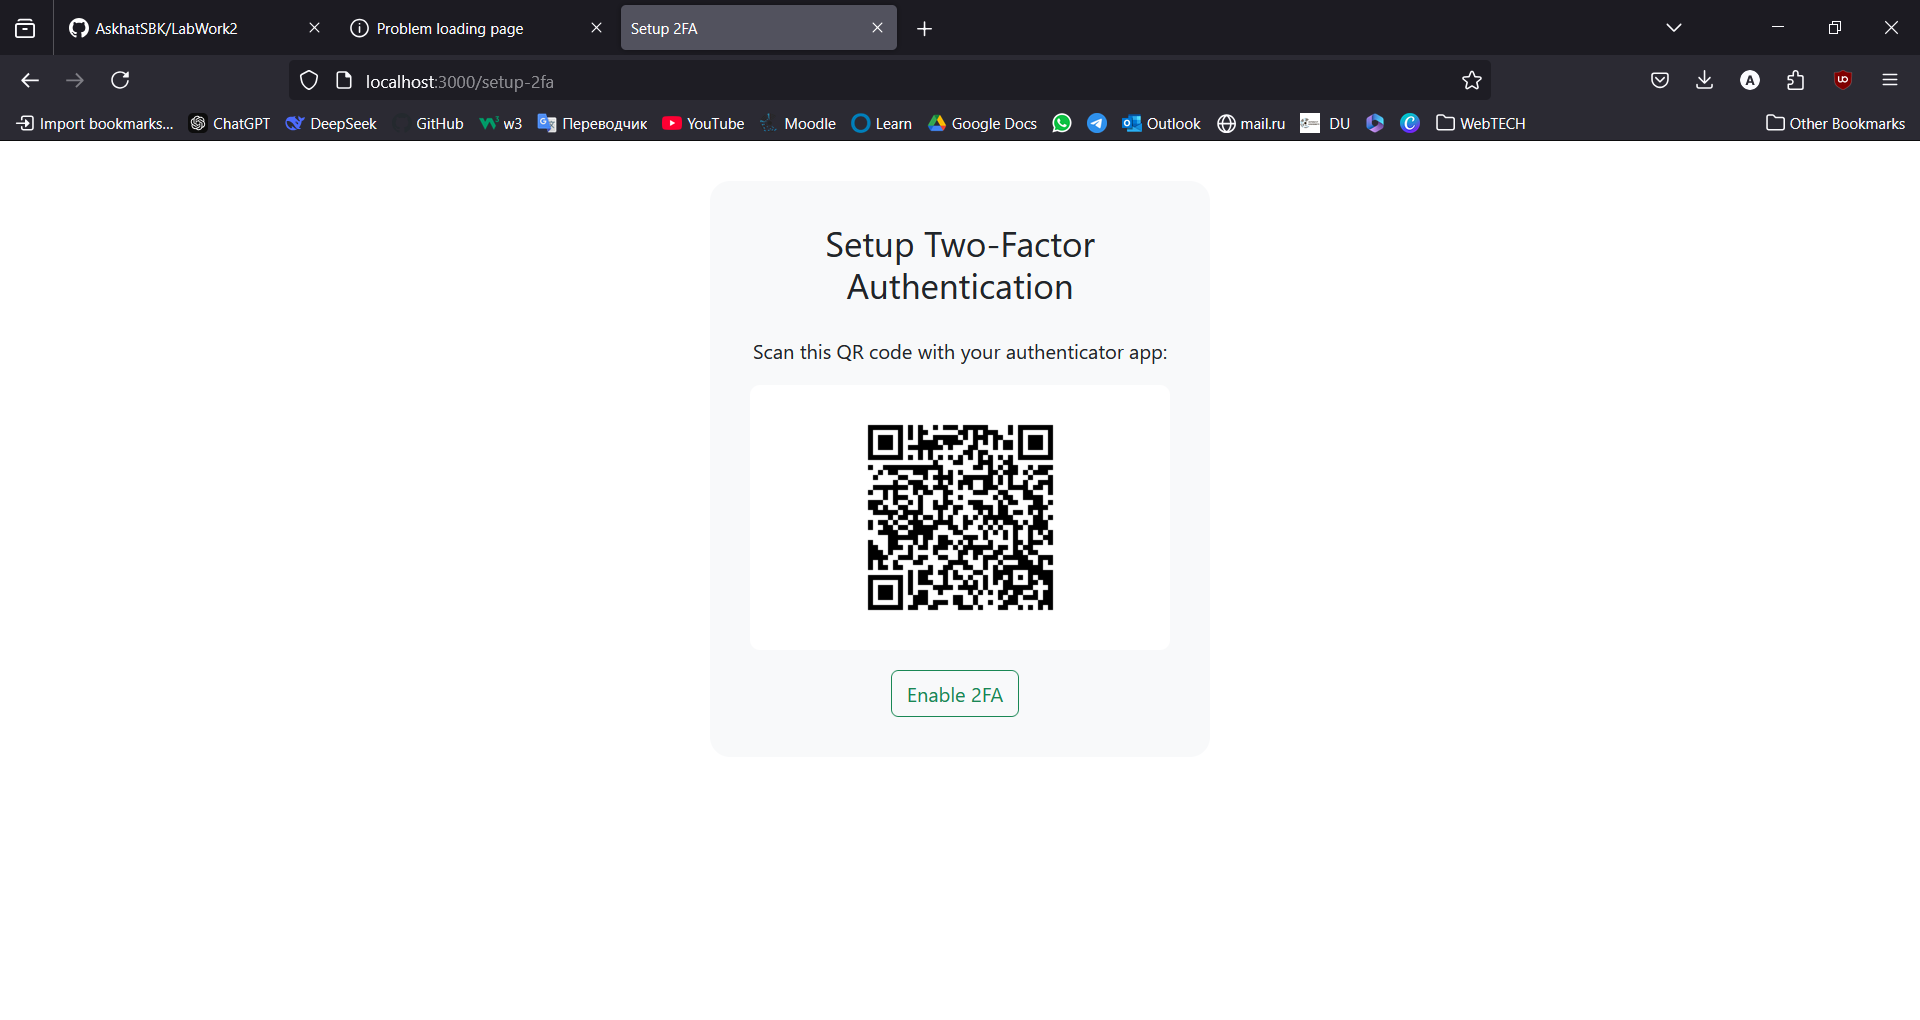 AskhatSBK/LabWork2
Problem loading page
Setup 2FA
localhost:3000/setup-2fa
A
Import bookmarks...
ChatGPT
DeepSeek
GitHub
w3
Переводчик
YouTube
Moodle
Learn
Google Docs
Outlook
mail.ru
DU
WebTECH
Other Bookmarks
Setup Two-Factor
Authentication
Scan this QR code with your authenticator app:
Enable 2FA